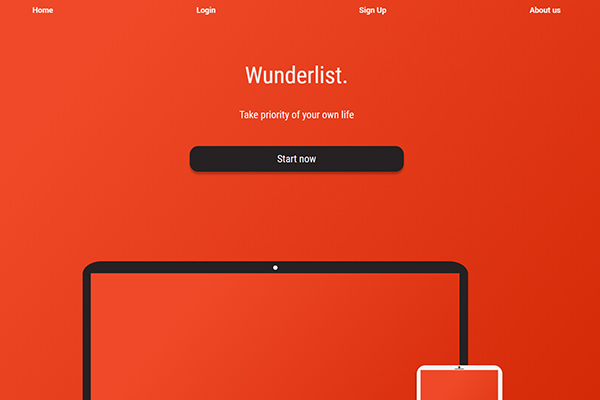 Home Login Sign Up About us
Wunderlist.
Take priority of your own life
Start now